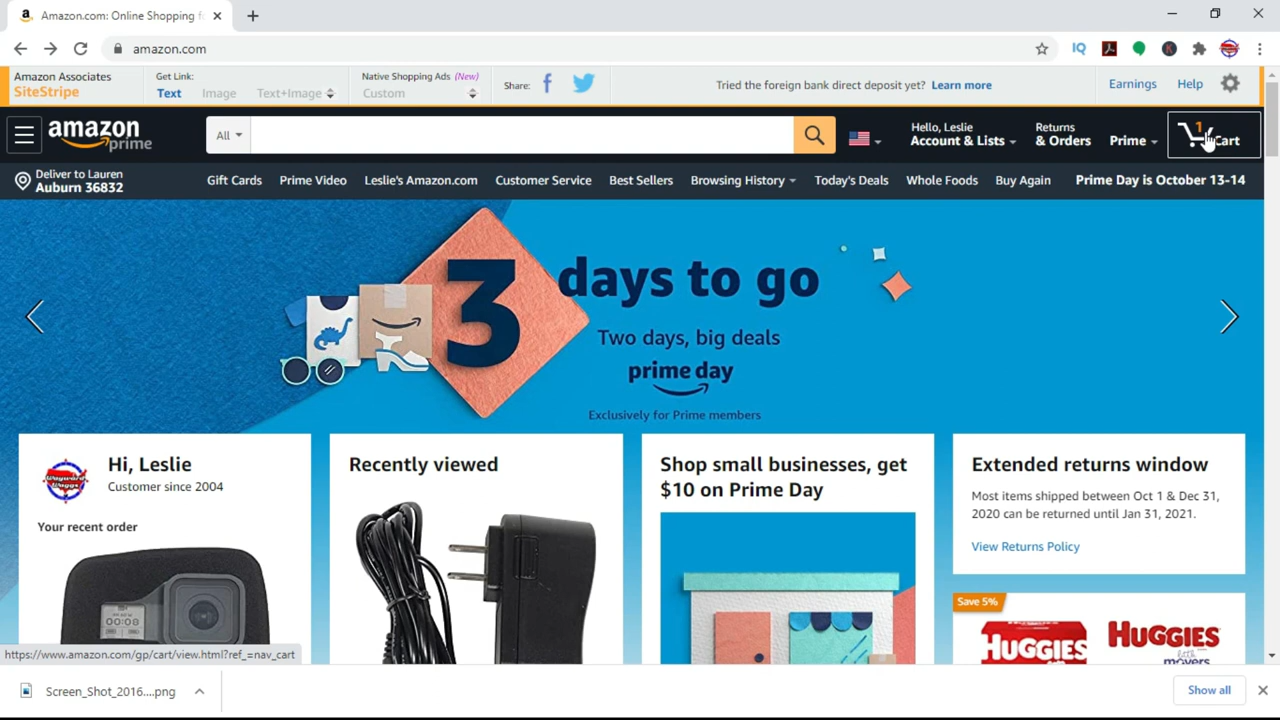 Amazon.com: Online Shopping f
amazon.com
Amazon Associates
SiteStripe
Get Link:
Text
Image
Text+Image
Native Shopping Ads (New)
Custom
Share:
Tried the foreign bank direct deposit yet? Learn more
Earnings
Help
amazon
prime
All
Hello, Leslie
Account & Lists
Returns
& Orders
Prime
1
Cart
Deliver to Lauren
Auburn 36832
Gift Cards
Prime Video
Leslie's Amazon.com
Customer Service
Best Sellers
Browsing History
Today's Deals
Whole Foods
Buy Again
Prime Day is October 13-14
3 days to go
Two days, big deals
prime day
Exclusively for Prime members
Hi, Leslie
Customer since 2004
Your recent order
00:08
Recently viewed
Shop small businesses, get
$10 on Prime Day
Extended returns window
Most items shipped between Oct 1 & Dec 31,
2020 can be returned until Jan 31, 2021.
View Returns Policy
Save 5%
HUGGIES
HUGGIES
little
movers
https://www.amazon.com/gp/cart/view.html?ref_=nav_cart
Screen_Shot_2016....png
Show all